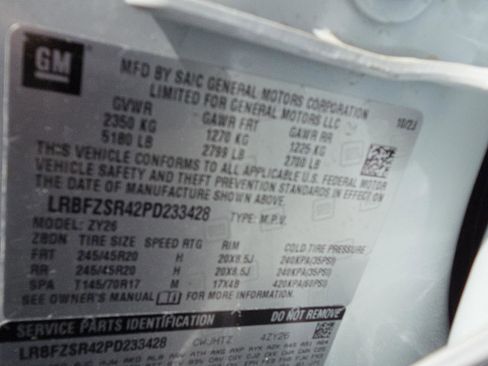 GM
MFD BY SAIC GENERAL MOTORS CORPORATION
LIMITED FOR GENERAL MOTORS LLC
GVWR GAWR FRT GAWR RR 10/23
2350 KG 1270 KG 1225 KG
5180 LB 2799 LB 2700 LB
THIS VEHICLE CONFORMS TO ALL APPLICABLE U.S. FEDERAL MOTOR
VEHICLE SAFETY AND THEFT PREVENTION STANDARDS IN EFFECT ON
THE DATE OF MANUFACTURE SHOWN ABOVE.
LRBFZSR42PD233428 TYPE: M.P.V.
MODEL: ZY26
TIRE SIZE SPEED RTG RIM COLD TIRE PRESSURE
FRT 245/45R20 H 20X8.5J 240KPA(35PSI)
RR 245/45R20 H 20X8.5J 240KPA(35PSI)
SPA T145/70R17 M 17X4B 420KPA(60PSI)
SEE OWNER'S MANUAL FOR MORE INFORMATION.
SERVICE PARTS IDENTIFICATION DO NOT REMOVE
LRBFZSR42PD233428 CWJHTZ 4ZY26